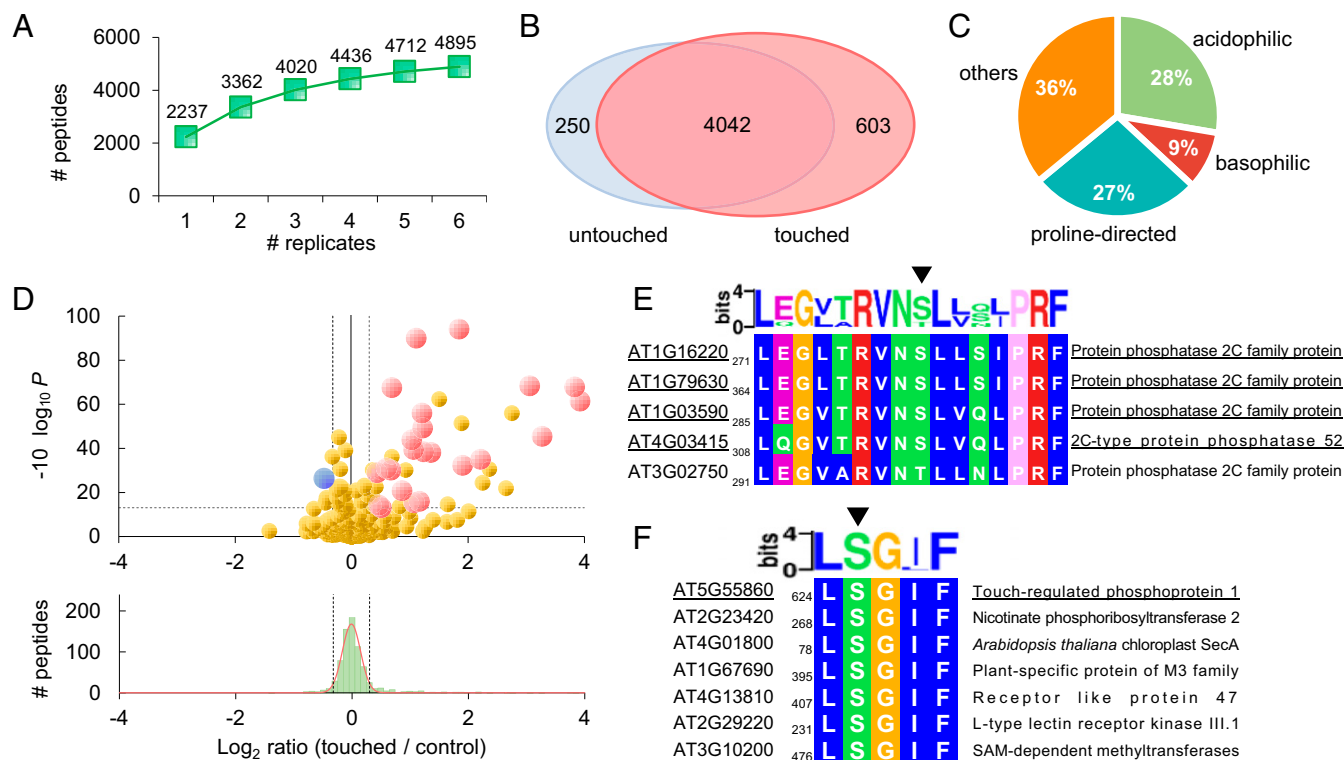 A
# peptides
6000
4000
2000
0
2237
3362
4020
4436
4712
4895
1 2 3 4 5 6
# replicates
B
250
4042
603
untouched
touched
C
others
acidophilic
36%
28%
9%
basophilic
27%
proline-directed
D
-10 log10 P
100
80
60
40
20
0
-4 -2 0 2 4
# peptides
200
100
0
-4 -2 0 2 4
Log2 ratio (touched / control)
E
bits
4
0
LEGVTRVNSLLSLPRF
AT1G16220 271 L E G L T R V N S L L S I P R F Protein phosphatase 2C family protein
AT1G79630 364 L E G L T R V N S L L S I P R F Protein phosphatase 2C family protein
AT1G03590 285 L E G V T R V N S L V Q L P R F Protein phosphatase 2C family protein
AT4G03415 308 L Q G V T R V N S L V Q L P R F 2C-type protein phosphatase 52
AT3G02750 291 L E G V A R V N T L L N L P R F Protein phosphatase 2C family protein
F
bits
4
0
LSGIF
AT5G55860 624 L S G I F Touch-regulated phosphoprotein 1
AT2G23420 268 L S G I F Nicotinate phosphoribosyltransferase 2
AT4G01800 78 L S G I F Arabidopsis thaliana chloroplast SecA
AT1G67690 395 L S G I F Plant-specific protein of M3 family
AT4G13810 407 L S G I F Receptor like protein 47
AT2G29220 231 L S G I F L-type lectin receptor kinase III.1
AT3G10200 476 L S G I F SAM-dependent methyltransferases